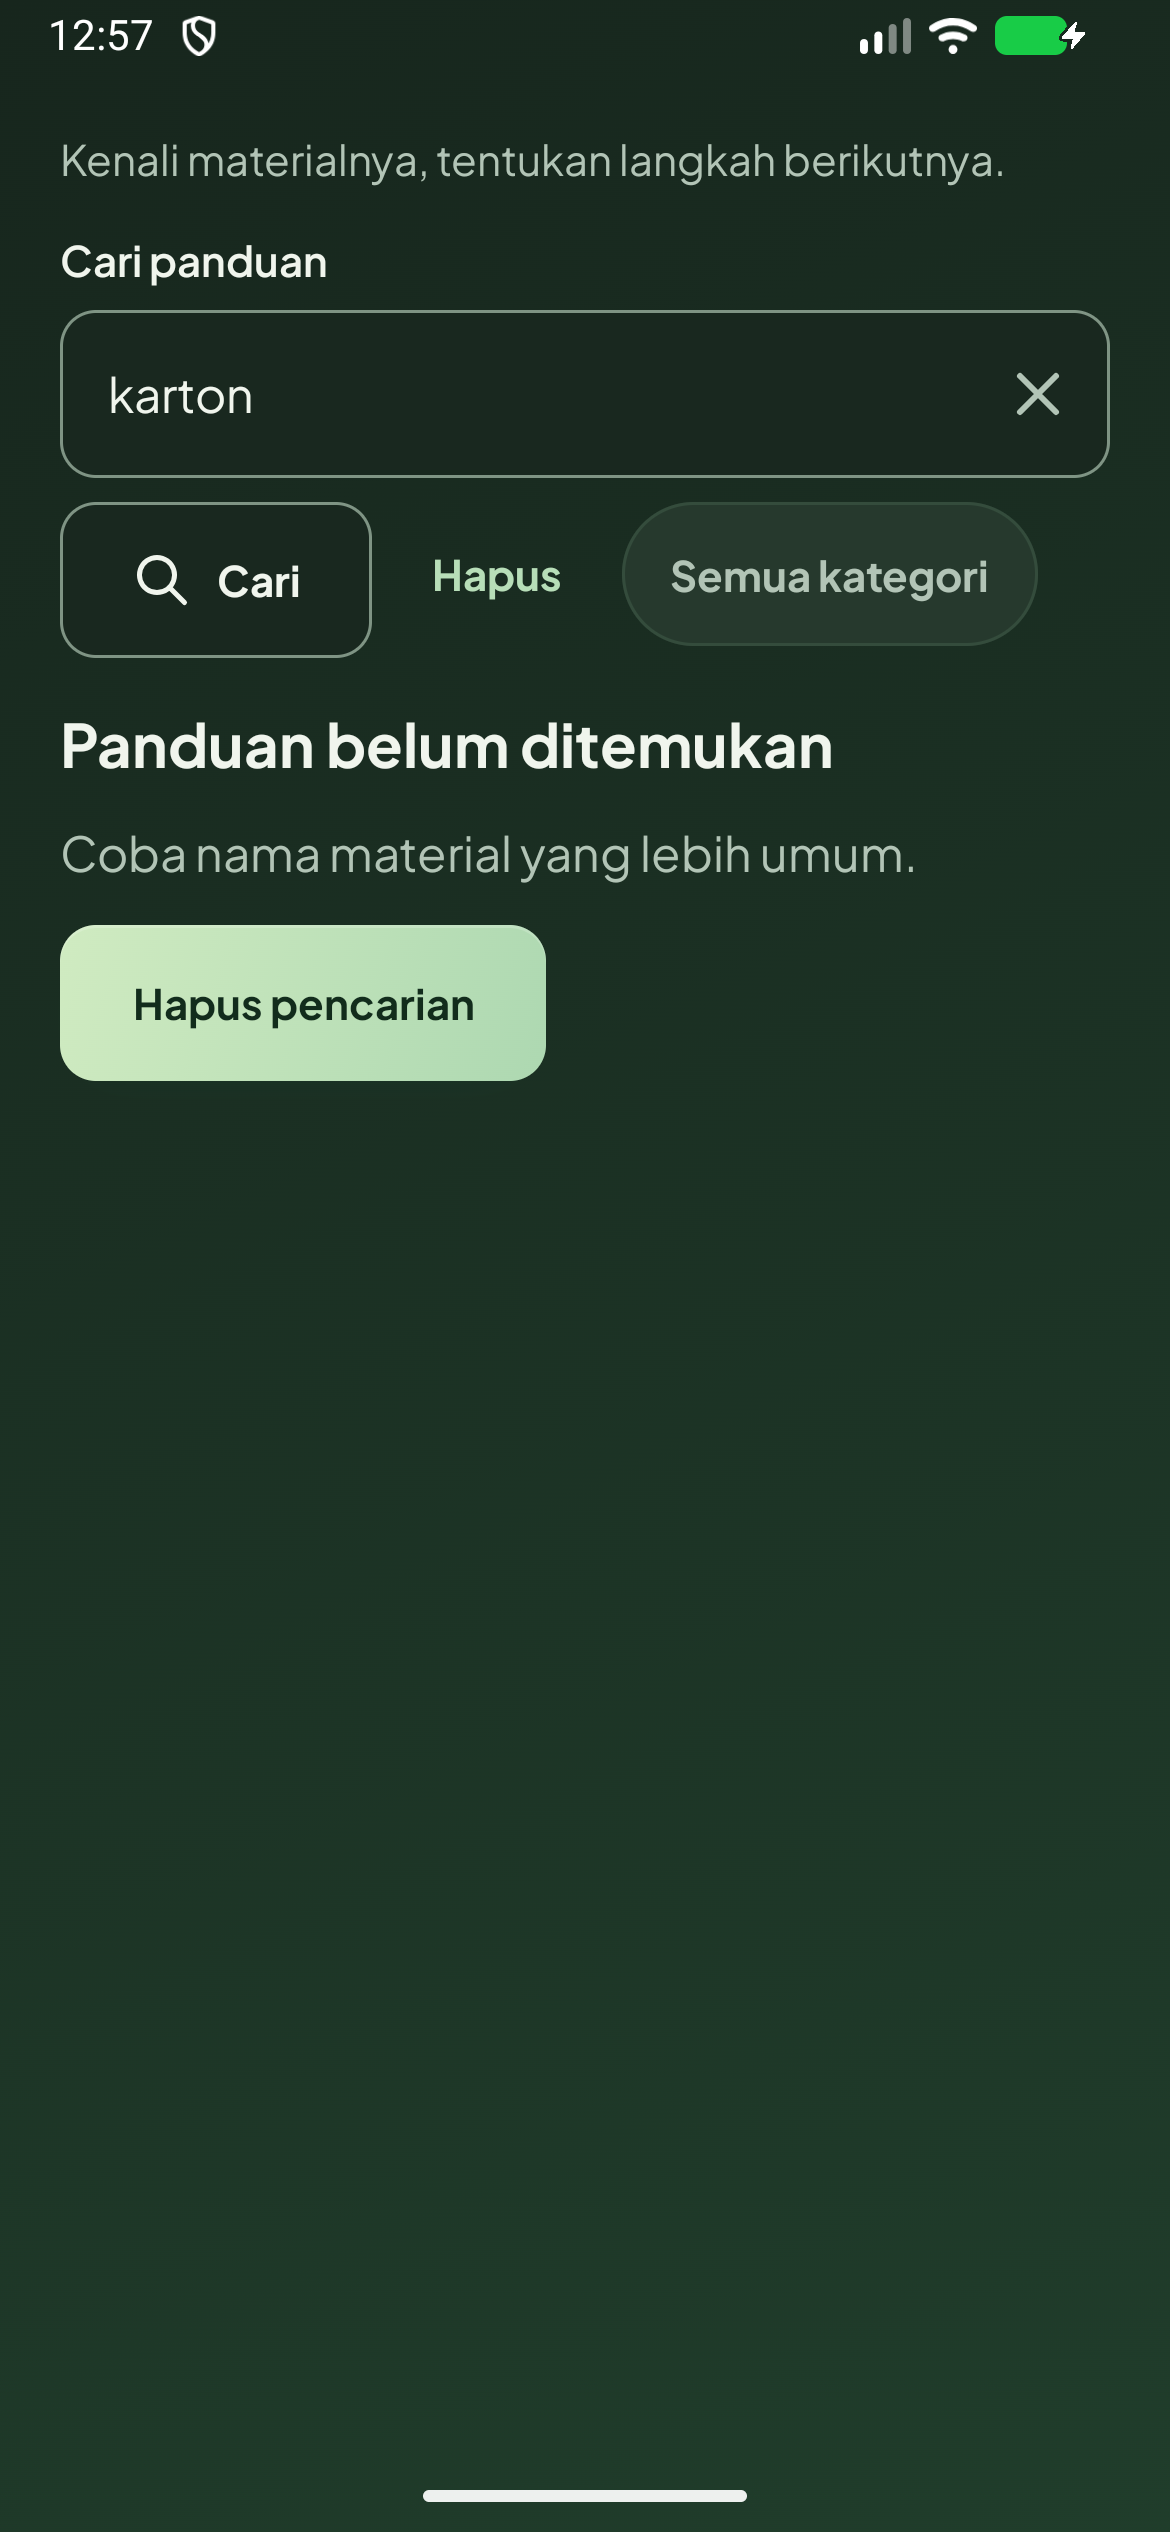 12:57
Kenali materialnya, tentukan langkah berikutnya.
Cari panduan
karton
Cari
Hapus
Semua kategori
Panduan belum ditemukan
Coba nama material yang lebih umum.
Hapus pencarian